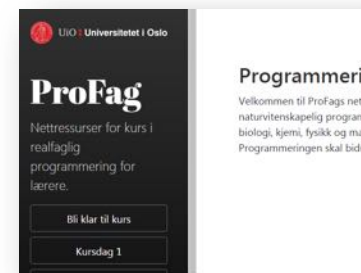 UiO Universitetet i Oslo
ProFag
Nettressurser for kurs i
realfaglig
programmering for
lærere.
Bli klar til kurs
Kursdag 1
Programmeri
Velkommen til ProFags net
naturvitenskapelig program
biologi, kjemi, fysikk og ma
Programmeringen skal bid